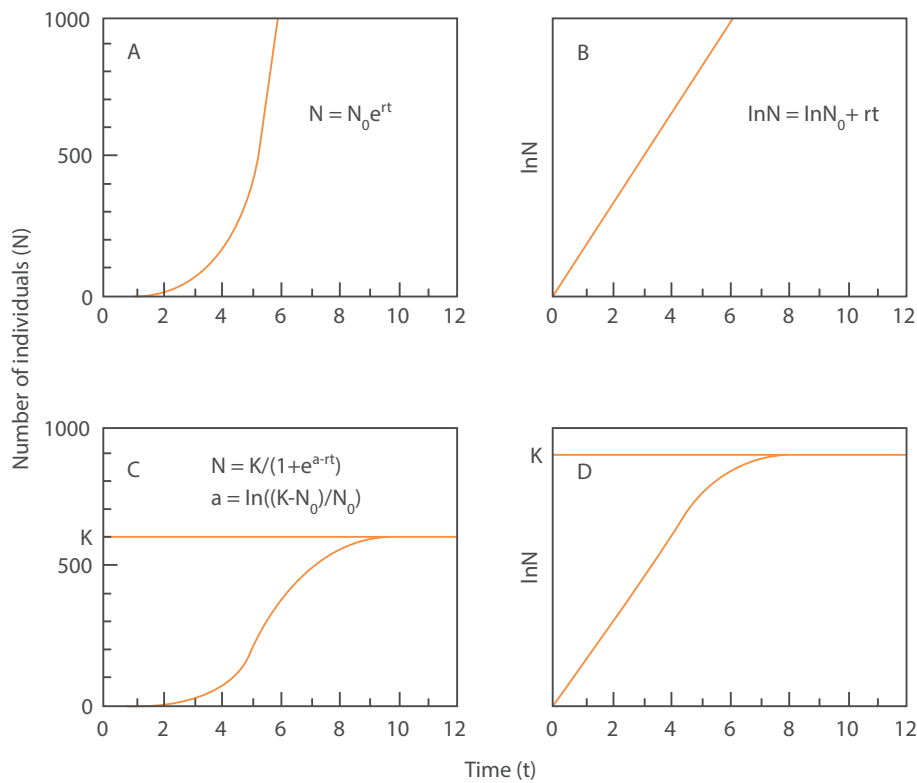 Number of individuals (N)
1000
500
0
A
N = N₀eʳᵗ
0 2 4 6 8 10 12
lnN
B
lnN = lnN₀+ rt
0 2 4 6 8 10 12
1000
K
500
0
C
N = K/(1+eᵃ⁻ʳᵗ)
a = ln((K-N₀)/N₀)
0 2 4 6 8 10 12
K
lnN
D
0 2 4 6 8 10 12
Time (t)